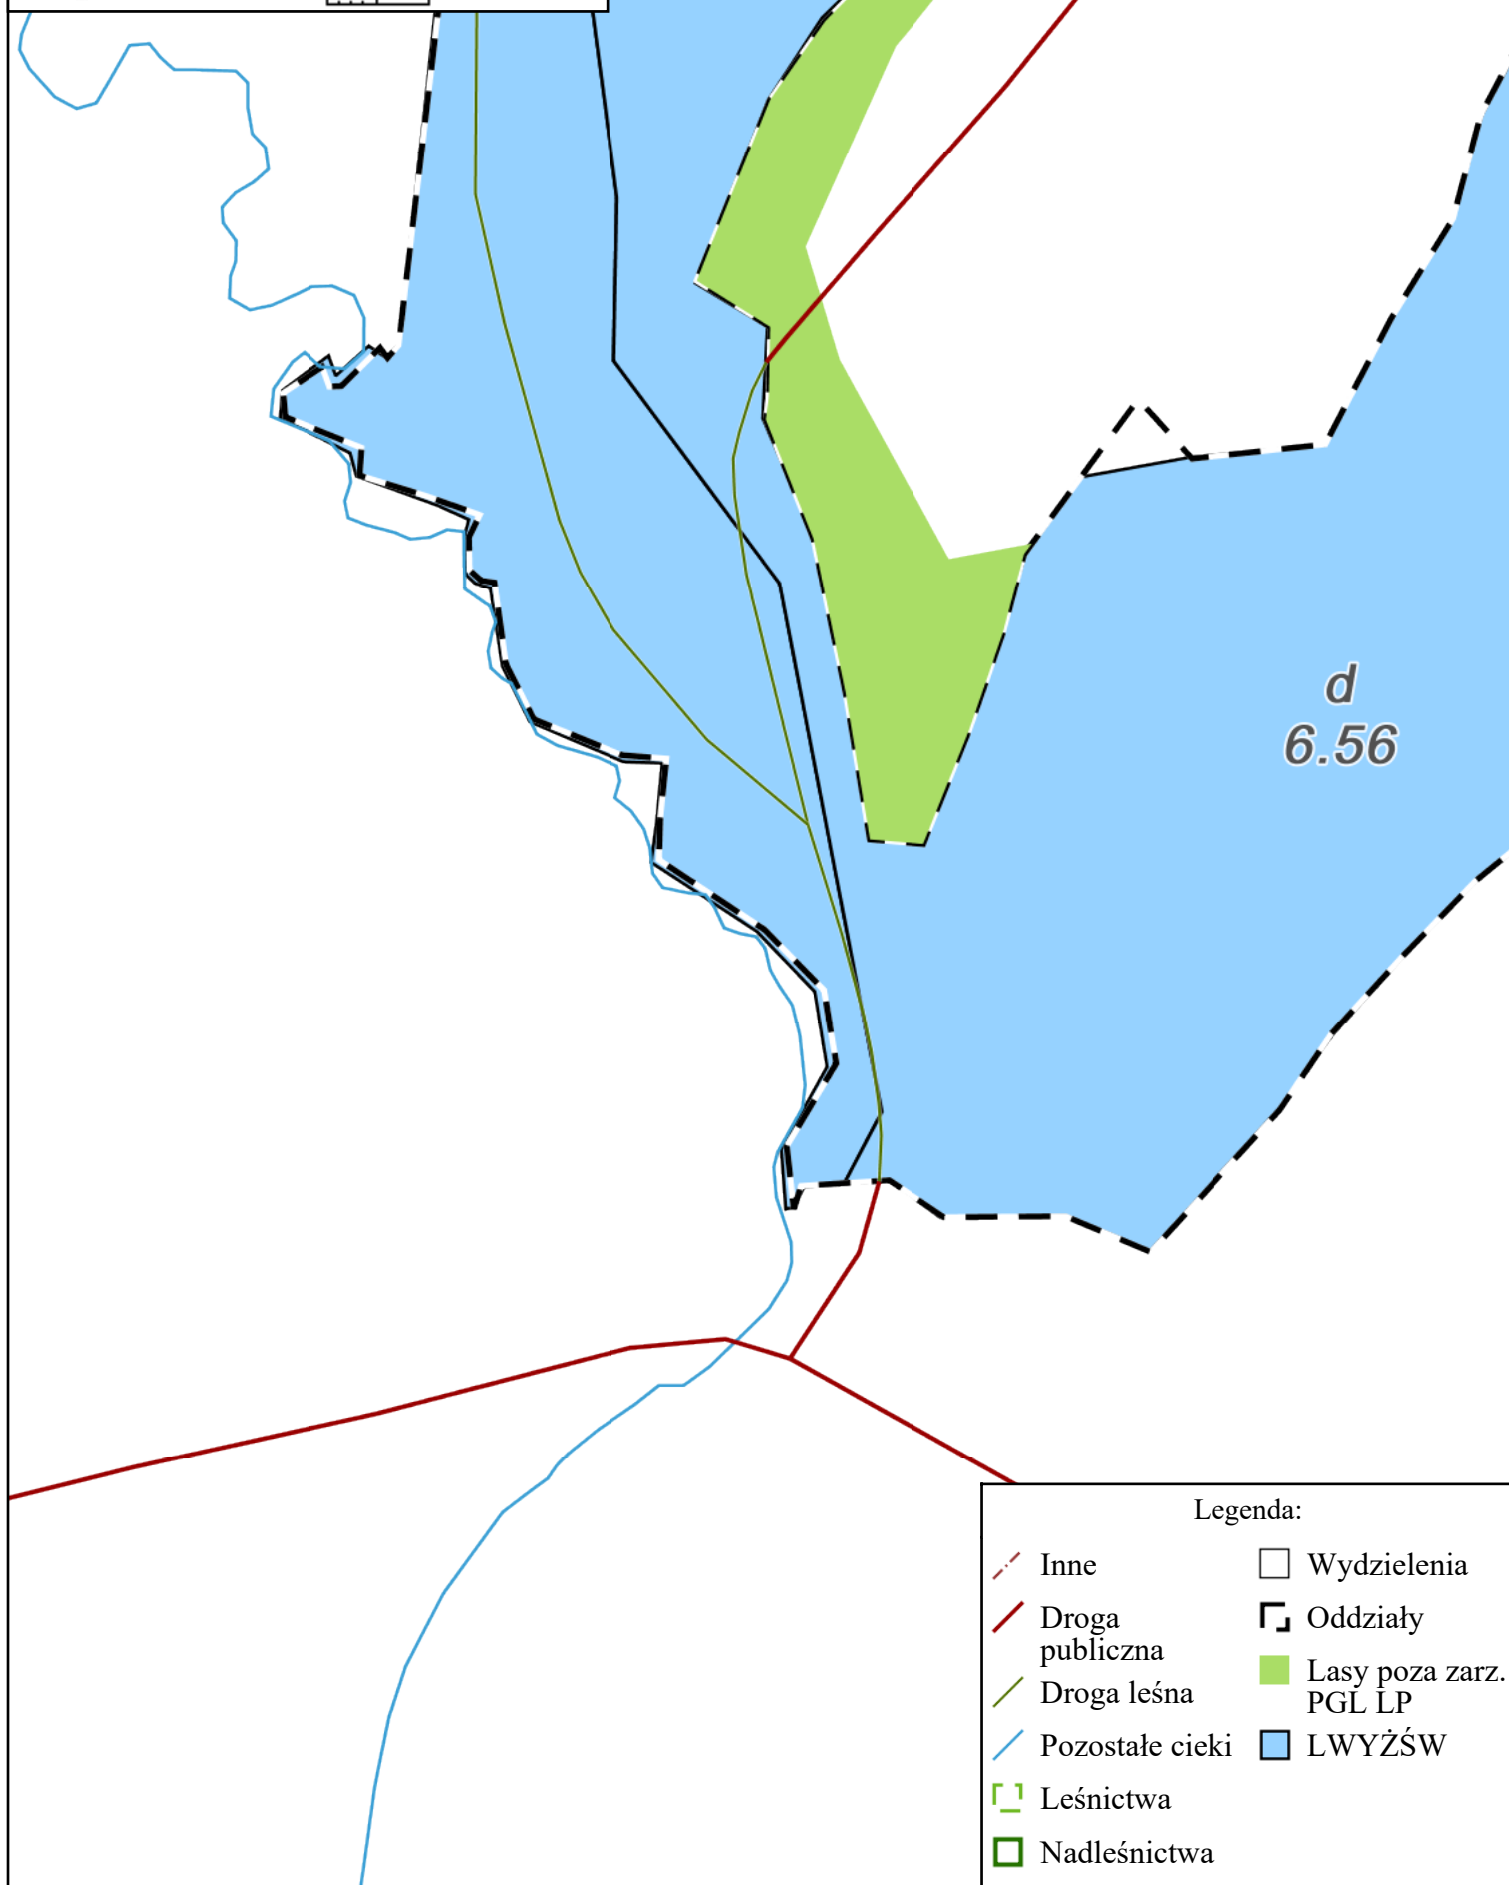 d
6.56
Legenda:
Inne
Droga
publiczna
Droga leśna
Pozostałe cieki
Leśnictwa
Nadleśnictwa
Wydzielenia
Oddziały
Lasy poza zarz.
PGL LP
LWYŻŚW